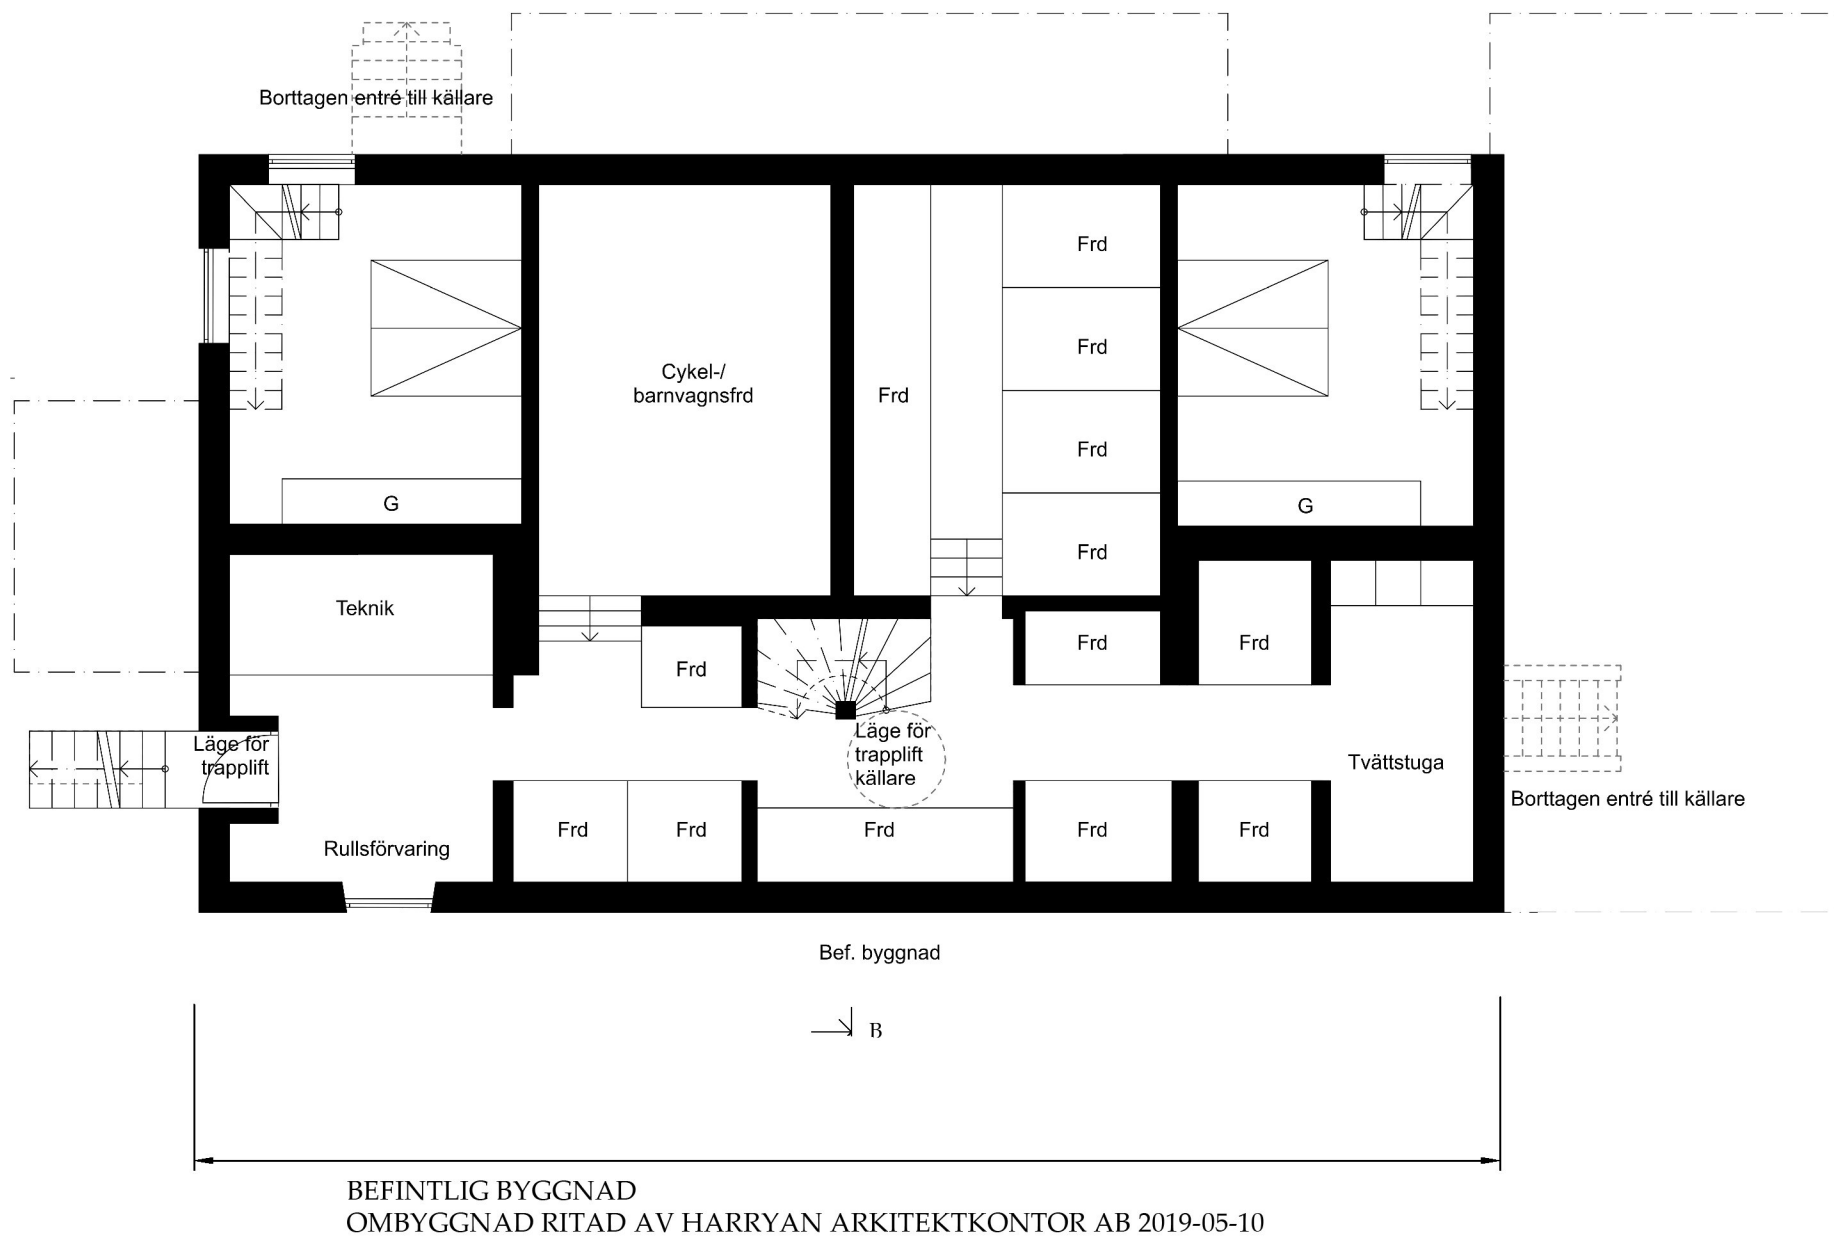 Borttagen entré till källare
Frd
Frd
Cykel-/
barnvagnsfrd
Frd
Frd
G
G
Frd
Teknik
Frd
Frd
Frd
Läge för
trapplift
källare
Läge för
trapplift
Tvättstuga
Borttagen entré till källare
Frd
Frd
Frd
Frd
Frd
Rullsförvaring
Bef. byggnad
B
BEFINTLIG BYGGNAD
OMBYGGNAD RITAD AV HARRYAN ARKITEKTKONTOR AB 2019-05-10